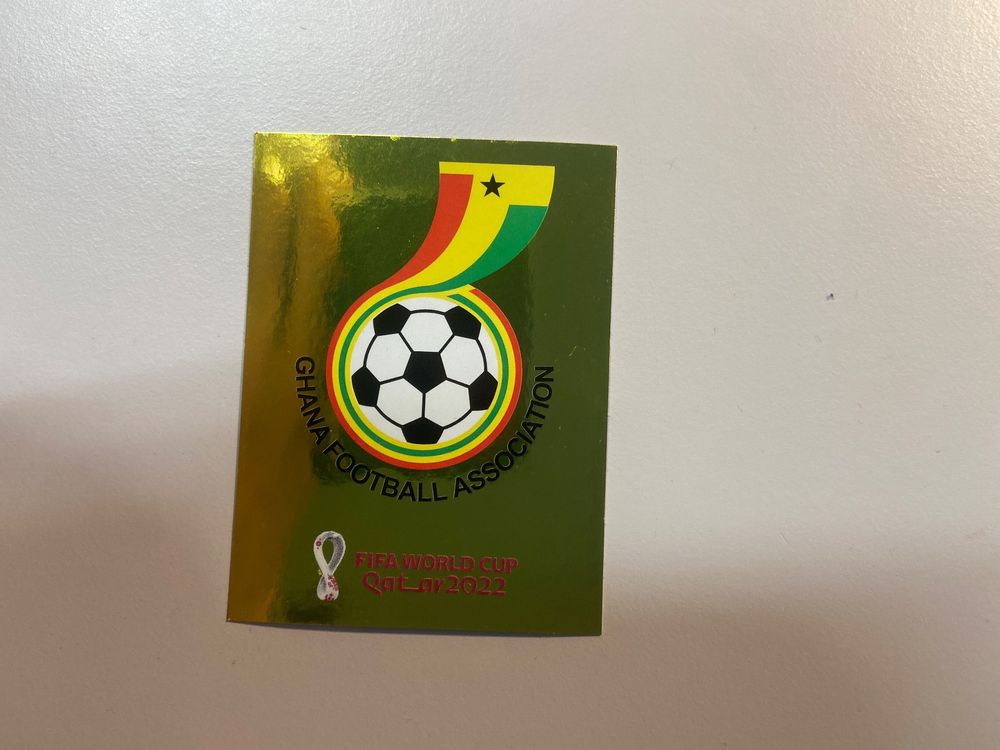 GHANA FOOTBALL ASSOCIATION
FIFA WORLD CUP
Qatar2022